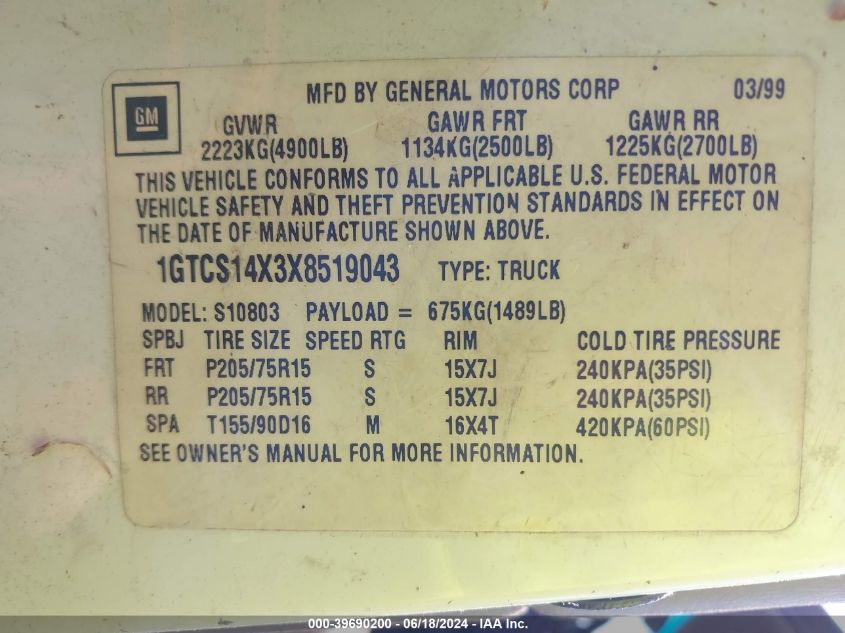 MFD BY GENERAL MOTORS CORP 03/99
GM
GVWR GAWR FRT GAWR RR
2223KG(4900LB) 1134KG(2500LB) 1225KG(2700LB)
THIS VEHICLE CONFORMS TO ALL APPLICABLE U.S. FEDERAL MOTOR
VEHICLE SAFETY AND THEFT PREVENTION STANDARDS IN EFFECT ON
THE DATE OF MANUFACTURE SHOWN ABOVE.
1GTCS14X3X8519043 TYPE: TRUCK
MODEL: S10803 PAYLOAD = 675KG(1489LB)
SPBJ TIRE SIZE SPEED RTG RIM COLD TIRE PRESSURE
FRT P205/75R15 S 15X7J 240KPA(35PSI)
RR P205/75R15 S 15X7J 240KPA(35PSI)
SPA T155/90D16 M 16X4T 420KPA(60PSI)
SEE OWNER'S MANUAL FOR MORE INFORMATION.
000-39690200 - 06/18/2024 - IAA Inc.